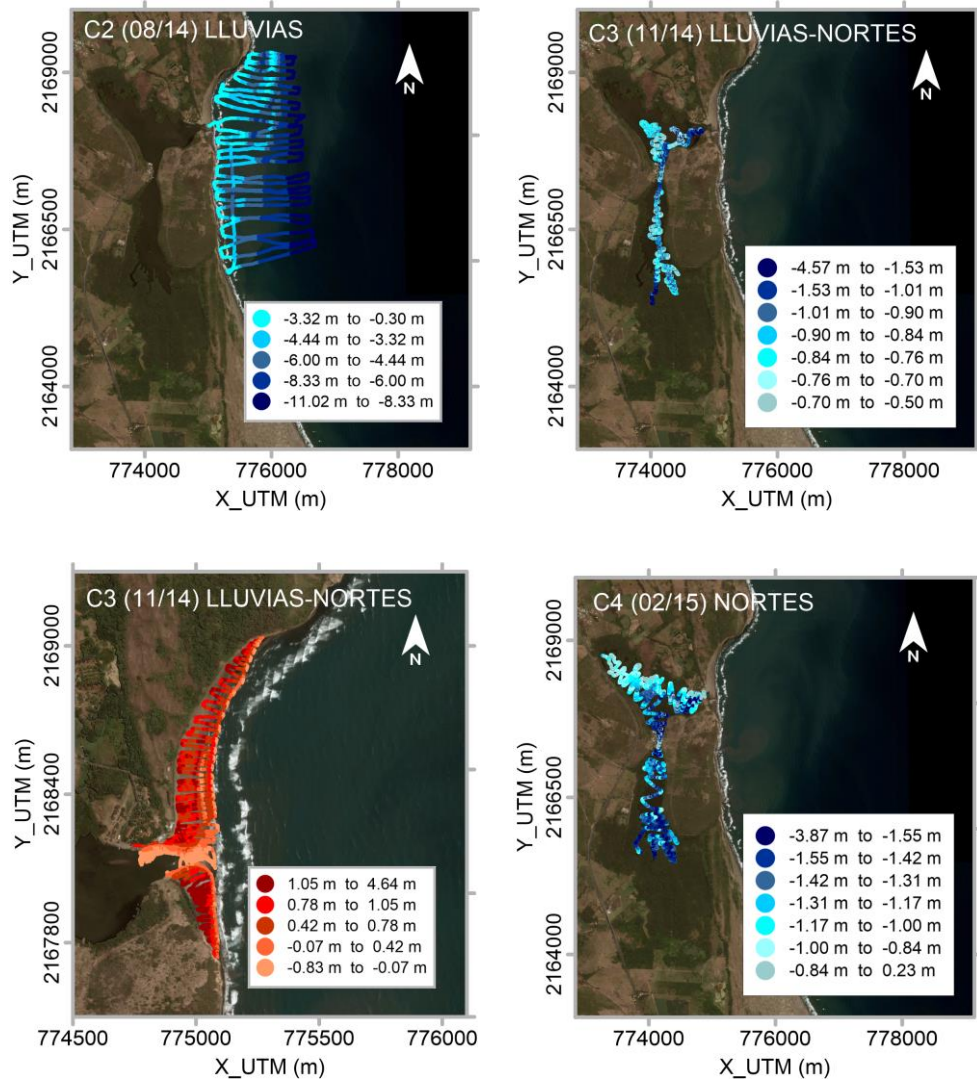 C2 (08/14) LLUVIAS
N
2169000
2166500
2164000
Y_UTM (m)
-3.32 m to -0.30 m
-4.44 m to -3.32 m
-6.00 m to -4.44 m
-8.33 m to -6.00 m
-11.02 m to -8.33 m
774000 776000 778000
X_UTM (m)
C3 (11/14) LLUVIAS-NORTES
N
2169000
2166500
2164000
Y_UTM (m)
-4.57 m to -1.53 m
-1.53 m to -1.01 m
-1.01 m to -0.90 m
-0.90 m to -0.84 m
-0.84 m to -0.76 m
-0.76 m to -0.70 m
-0.70 m to -0.50 m
774000 776000 778000
X_UTM (m)
C3 (11/14) LLUVIAS-NORTES
N
2169000
2168400
2167800
Y_UTM (m)
1.05 m to 4.64 m
0.78 m to 1.05 m
0.42 m to 0.78 m
-0.07 m to 0.42 m
-0.83 m to -0.07 m
774500 775000 775500 776000
X_UTM (m)
C4 (02/15) NORTES
N
2169000
2166500
2164000
Y_UTM (m)
-3.87 m to -1.55 m
-1.55 m to -1.42 m
-1.42 m to -1.31 m
-1.31 m to -1.17 m
-1.17 m to -1.00 m
-1.00 m to -0.84 m
-0.84 m to 0.23 m
774000 776000 778000
X_UTM (m)